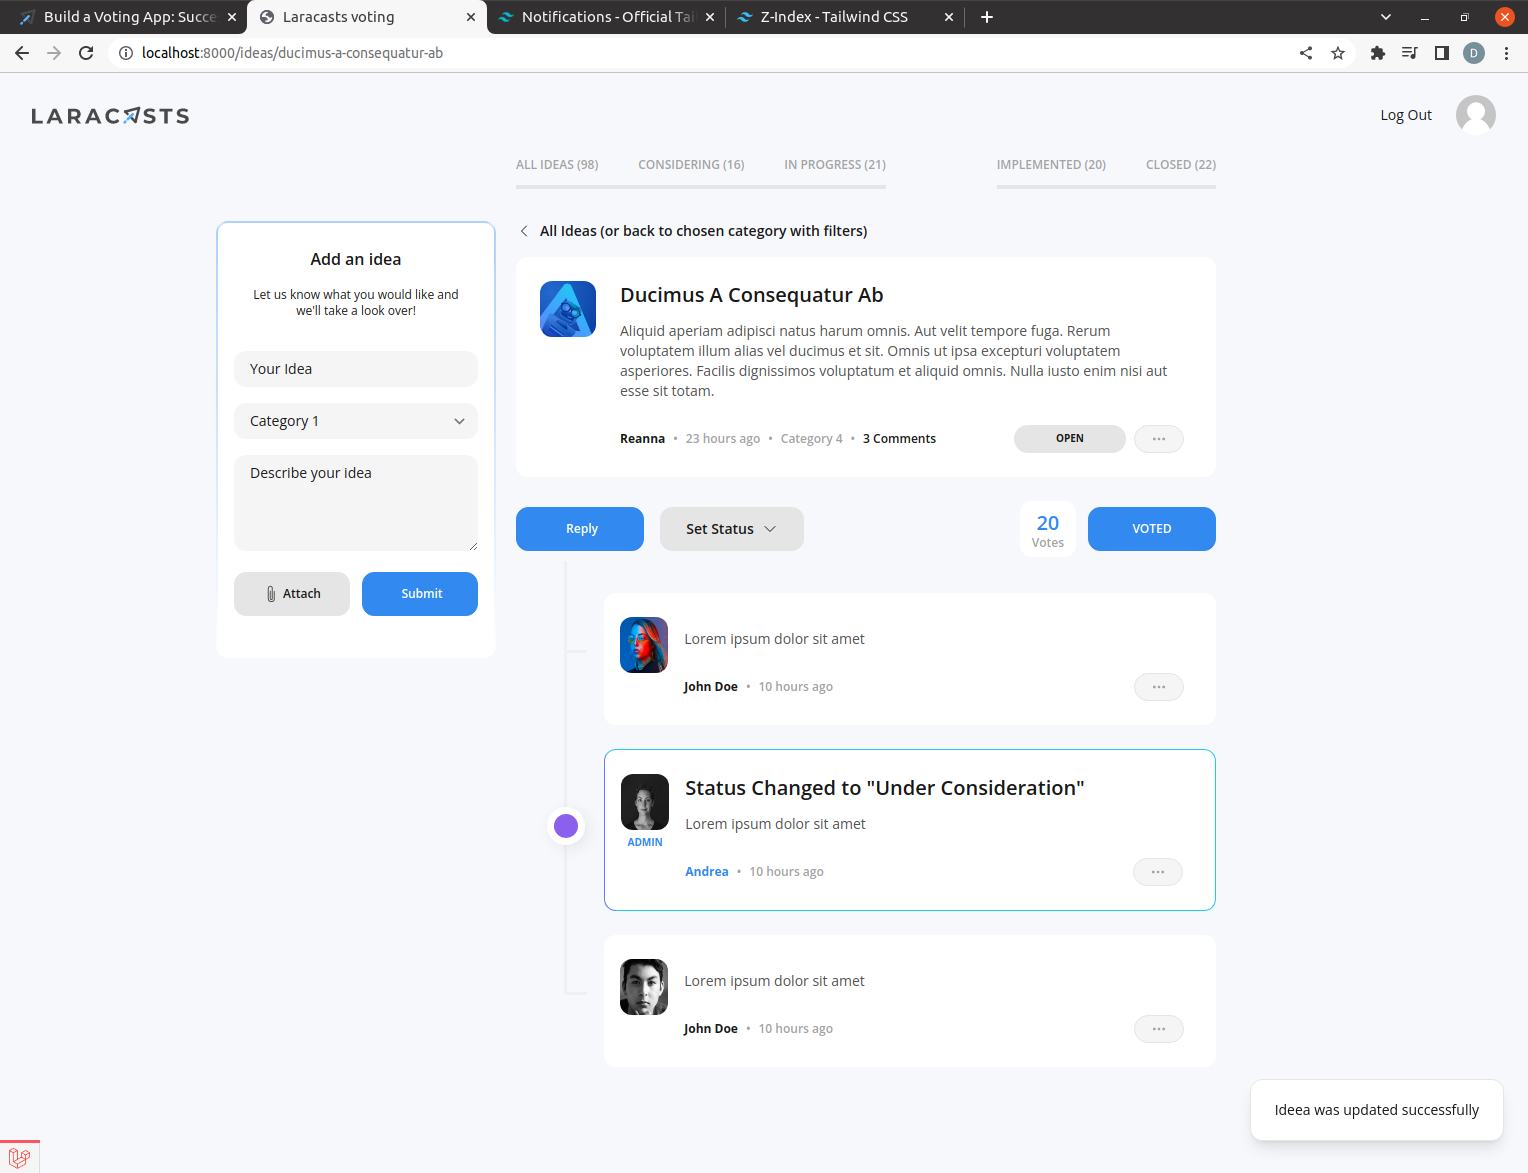 Build a Voting App: Succe
Laracasts voting
Notifications - Official Tai
Z-Index - Tailwind CSS
localhost:8000/ideas/ducimus-a-consequatur-ab
D
LARACASTS
Log Out
ALL IDEAS (98)
CONSIDERING (16)
IN PROGRESS (21)
IMPLEMENTED (20)
CLOSED (22)
Add an idea
Let us know what you would like and
we'll take a look over!
Your Idea
Category 1
Describe your idea
Attach
Submit
All Ideas (or back to chosen category with filters)
Ducimus A Consequatur Ab
Aliquid aperiam adipisci natus harum omnis. Aut velit tempore fuga. Rerum
voluptatem illum alias vel ducimus et sit. Omnis ut ipsa excepturi voluptatem
asperiores. Facilis dignissimos voluptatum et aliquid omnis. Nulla iusto enim nisi aut
esse sit totam.
Reanna • 23 hours ago • Category 4 • 3 Comments
OPEN
Reply
Set Status
20
Votes
VOTED
Lorem ipsum dolor sit amet
John Doe • 10 hours ago
Status Changed to "Under Consideration"
Lorem ipsum dolor sit amet
ADMIN
Andrea • 10 hours ago
Lorem ipsum dolor sit amet
John Doe • 10 hours ago
Ideea was updated successfully